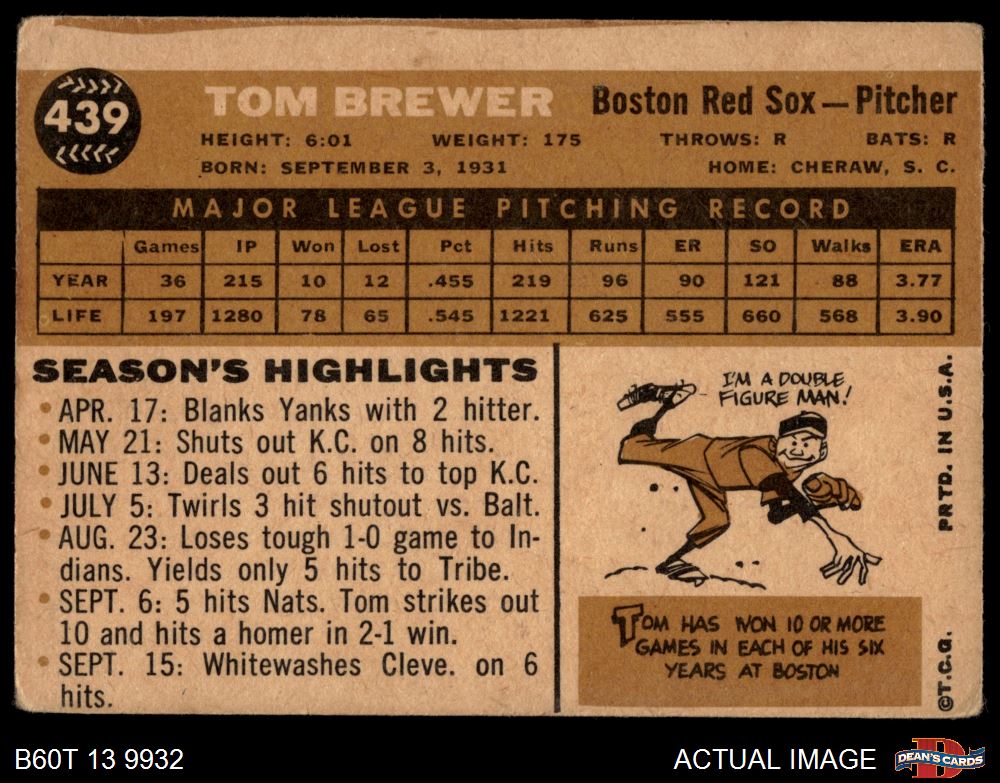 439
TOM BREWER
Boston Red Sox — Pitcher
HEIGHT: 6:01 WEIGHT: 175 THROWS: R BATS: R
BORN: SEPTEMBER 3, 1931 HOME: CHERAW, S. C.
MAJOR LEAGUE PITCHING RECORD
Games IP Won Lost Pct Hits Runs ER SO Walks ERA
YEAR 36 215 10 12 .455 219 96 90 121 88 3.77
LIFE 197 1280 78 65 .545 1221 625 555 660 568 3.90
SEASON'S HIGHLIGHTS
• APR. 17: Blanks Yanks with 2 hitter.
• MAY 21: Shuts out K.C. on 8 hits.
• JUNE 13: Deals out 6 hits to top K.C.
• JULY 5: Twirls 3 hit shutout vs. Balt.
• AUG. 23: Loses tough 1-0 game to In-
dians. Yields only 5 hits to Tribe.
• SEPT. 6: 5 hits Nats. Tom strikes out
10 and hits a homer in 2-1 win.
• SEPT. 15: Whitewashes Cleve. on 6
hits.
I'M A DOUBLE
FIGURE MAN!
TOM HAS WON 10 OR MORE
GAMES IN EACH OF HIS SIX
YEARS AT BOSTON
PRTD. IN U.S.A.
©T.C.G.
B60T 13 9932
ACTUAL IMAGE
DEAN'S CARDS